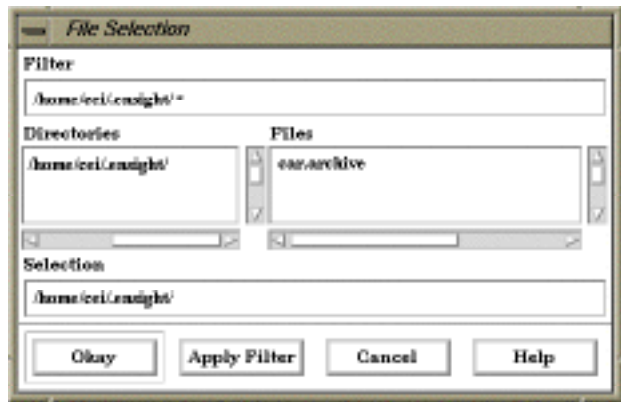 File Selection
Filter
/home/cei/.ensight/*
Directories Files
/home/cei/.ensight/ car.archive
Selection
/home/cei/.ensight/
Okay Apply Filter Cancel Help